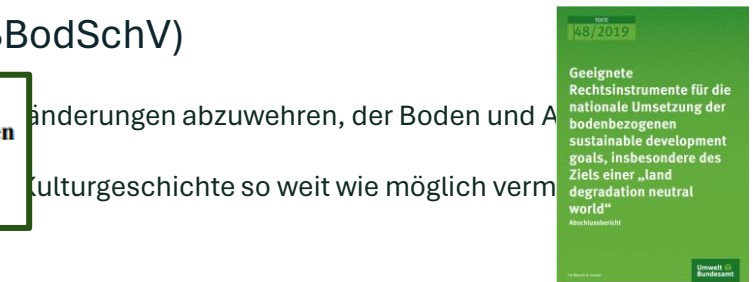 BodSchV)
en
änderungen abzuwehren, der Boden und A
Kulturgeschichte so weit wie möglich verm
TEXTE
48/2019
Geeignete
Rechtsinstrumente für die
nationale Umsetzung der
bodenbezogenen
sustainable development
goals, insbesondere des
Ziels einer „land
degradation neutral
world“
Abschlussbericht
Umwelt
Bundesamt